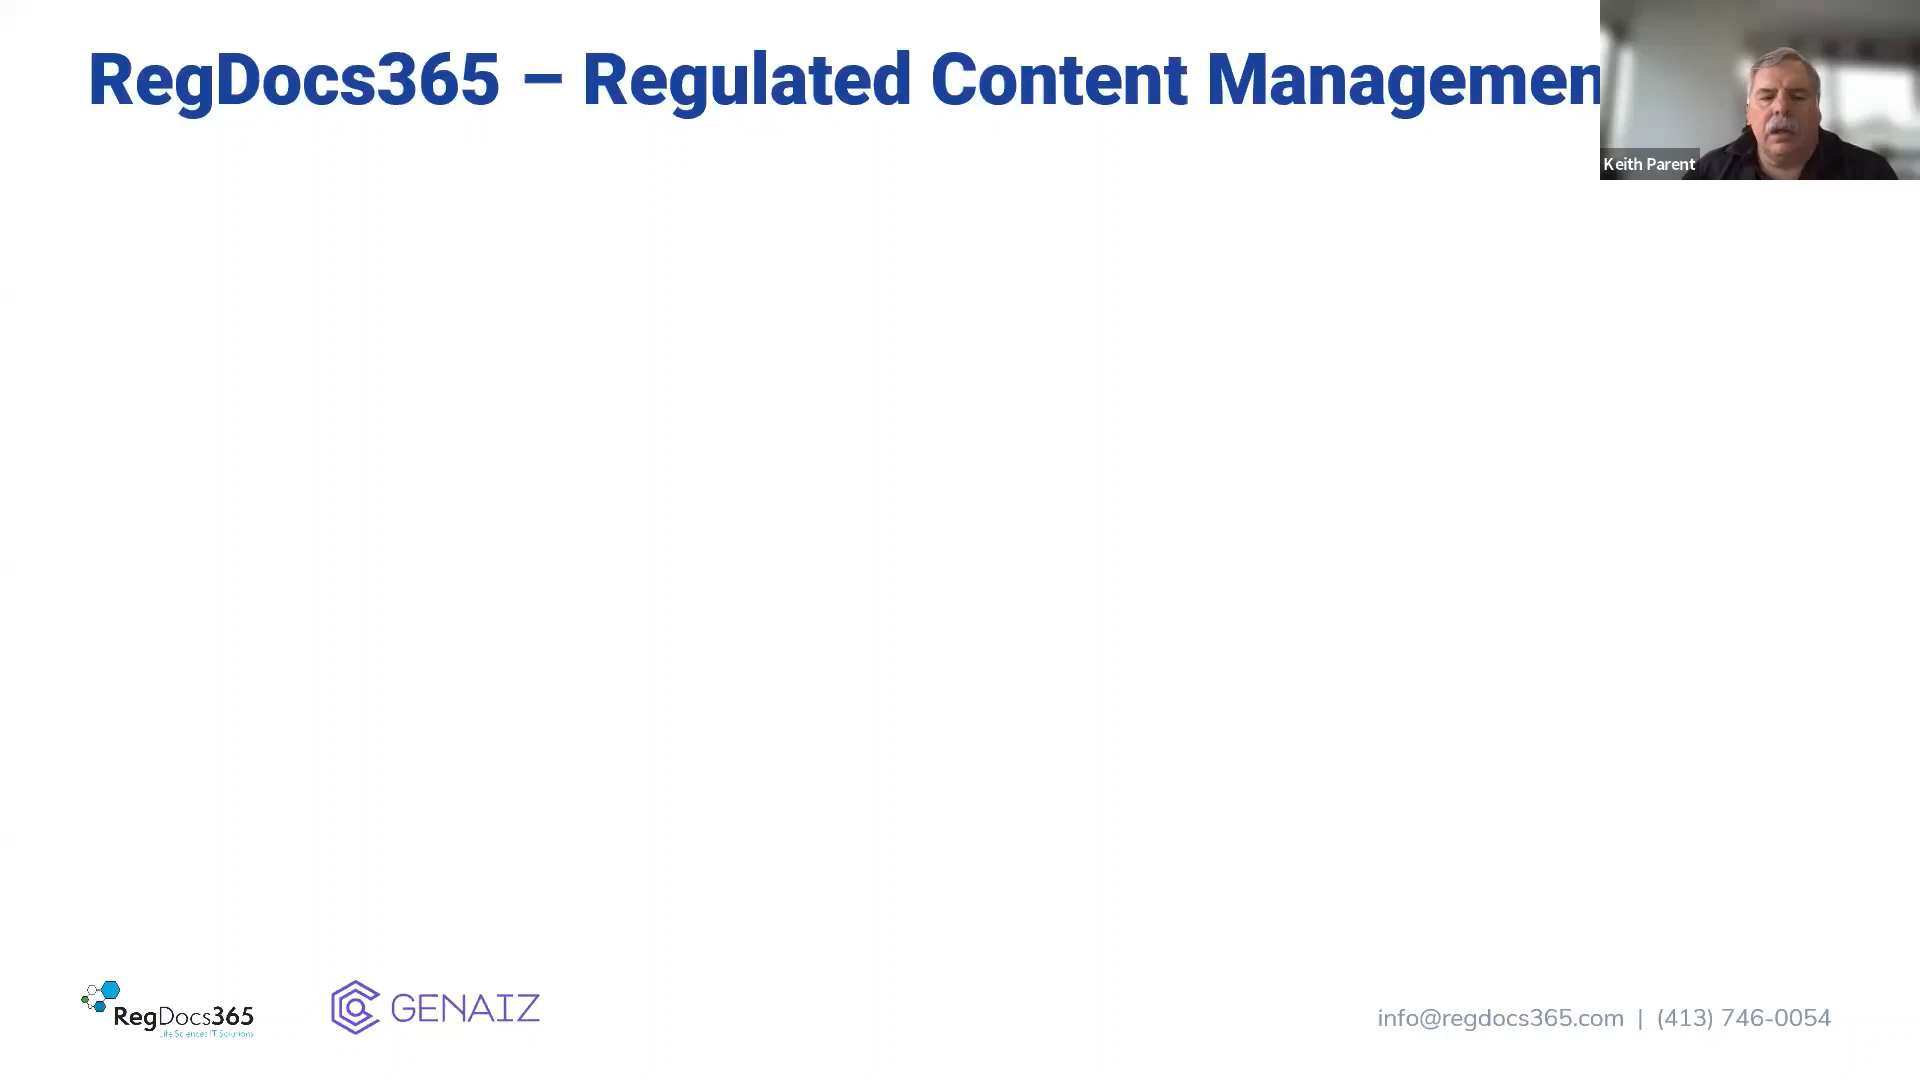 RegDocs365 – Regulated Content Managemen
Keith Parent
RegDocs365
Life Sciences IT Solutions
GENAIZ
info@regdocs365.com | (413) 746-0054